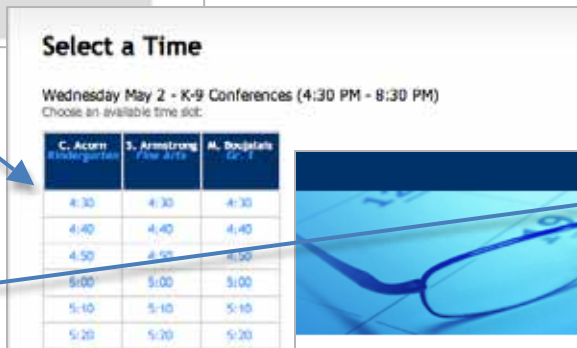 Select a Time
Wednesday May 2 - K-9 Conferences (4:30 PM - 8:30 PM)
Choose an available time slot:
C. Acorn S. Armstrong M. Boujalais
Kindergarten Fine Arts Gr. 1
4:30 4:30 4:30
4:40 4:40 4:40
4:50 4:50 4:50
5:00 5:00 5:00
5:10 5:10 5:10
5:20 5:20 5:20